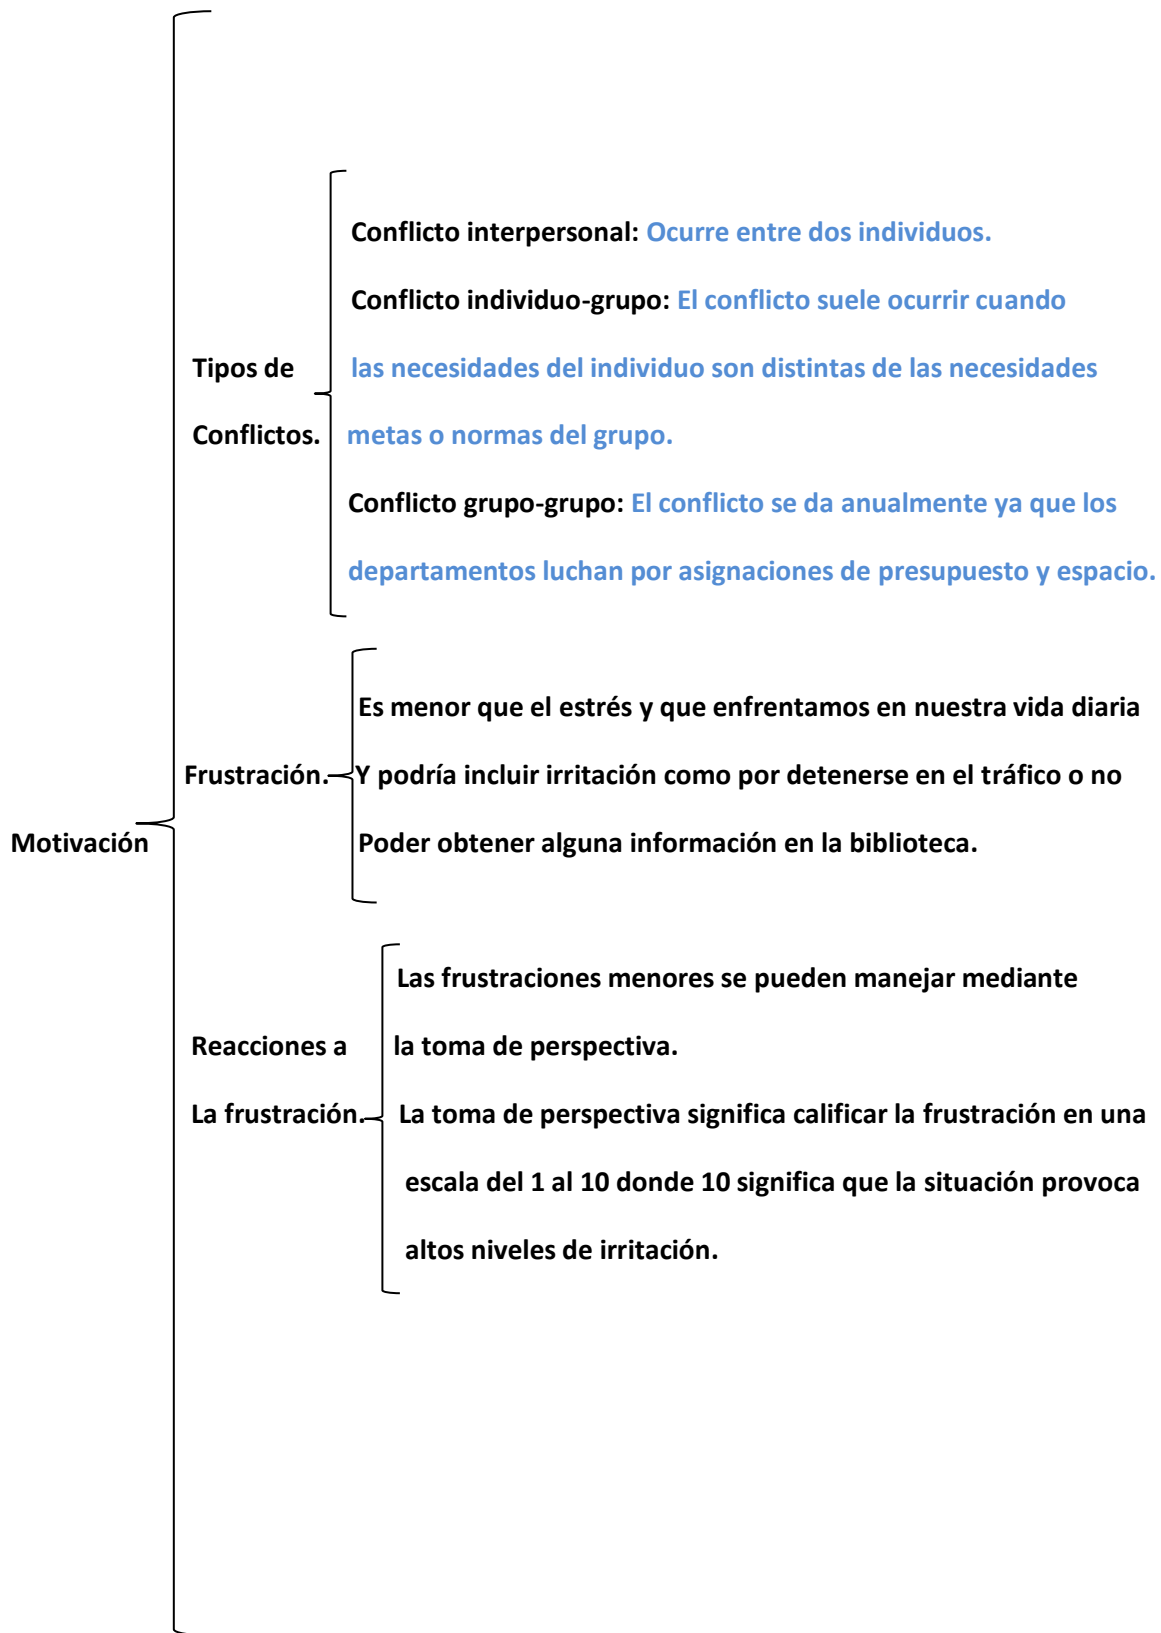 Conflicto interpersonal: Ocurre entre dos individuos.
Conflicto individuo-grupo: El conflicto suele ocurrir cuando
Tipos de las necesidades del individuo son distintas de las necesidades
Conflictos. metas o normas del grupo.
Conflicto grupo-grupo: El conflicto se da anualmente ya que los
departamentos luchan por asignaciones de presupuesto y espacio.
Es menor que el estrés y que enfrentamos en nuestra vida diaria
Frustración. Y podría incluir irritación como por detenerse en el tráfico o no
Motivación Poder obtener alguna información en la biblioteca.
Las frustraciones menores se pueden manejar mediante
Reacciones a la toma de perspectiva.
La frustración. La toma de perspectiva significa calificar la frustración en una
escala del 1 al 10 donde 10 significa que la situación provoca
altos niveles de irritación.